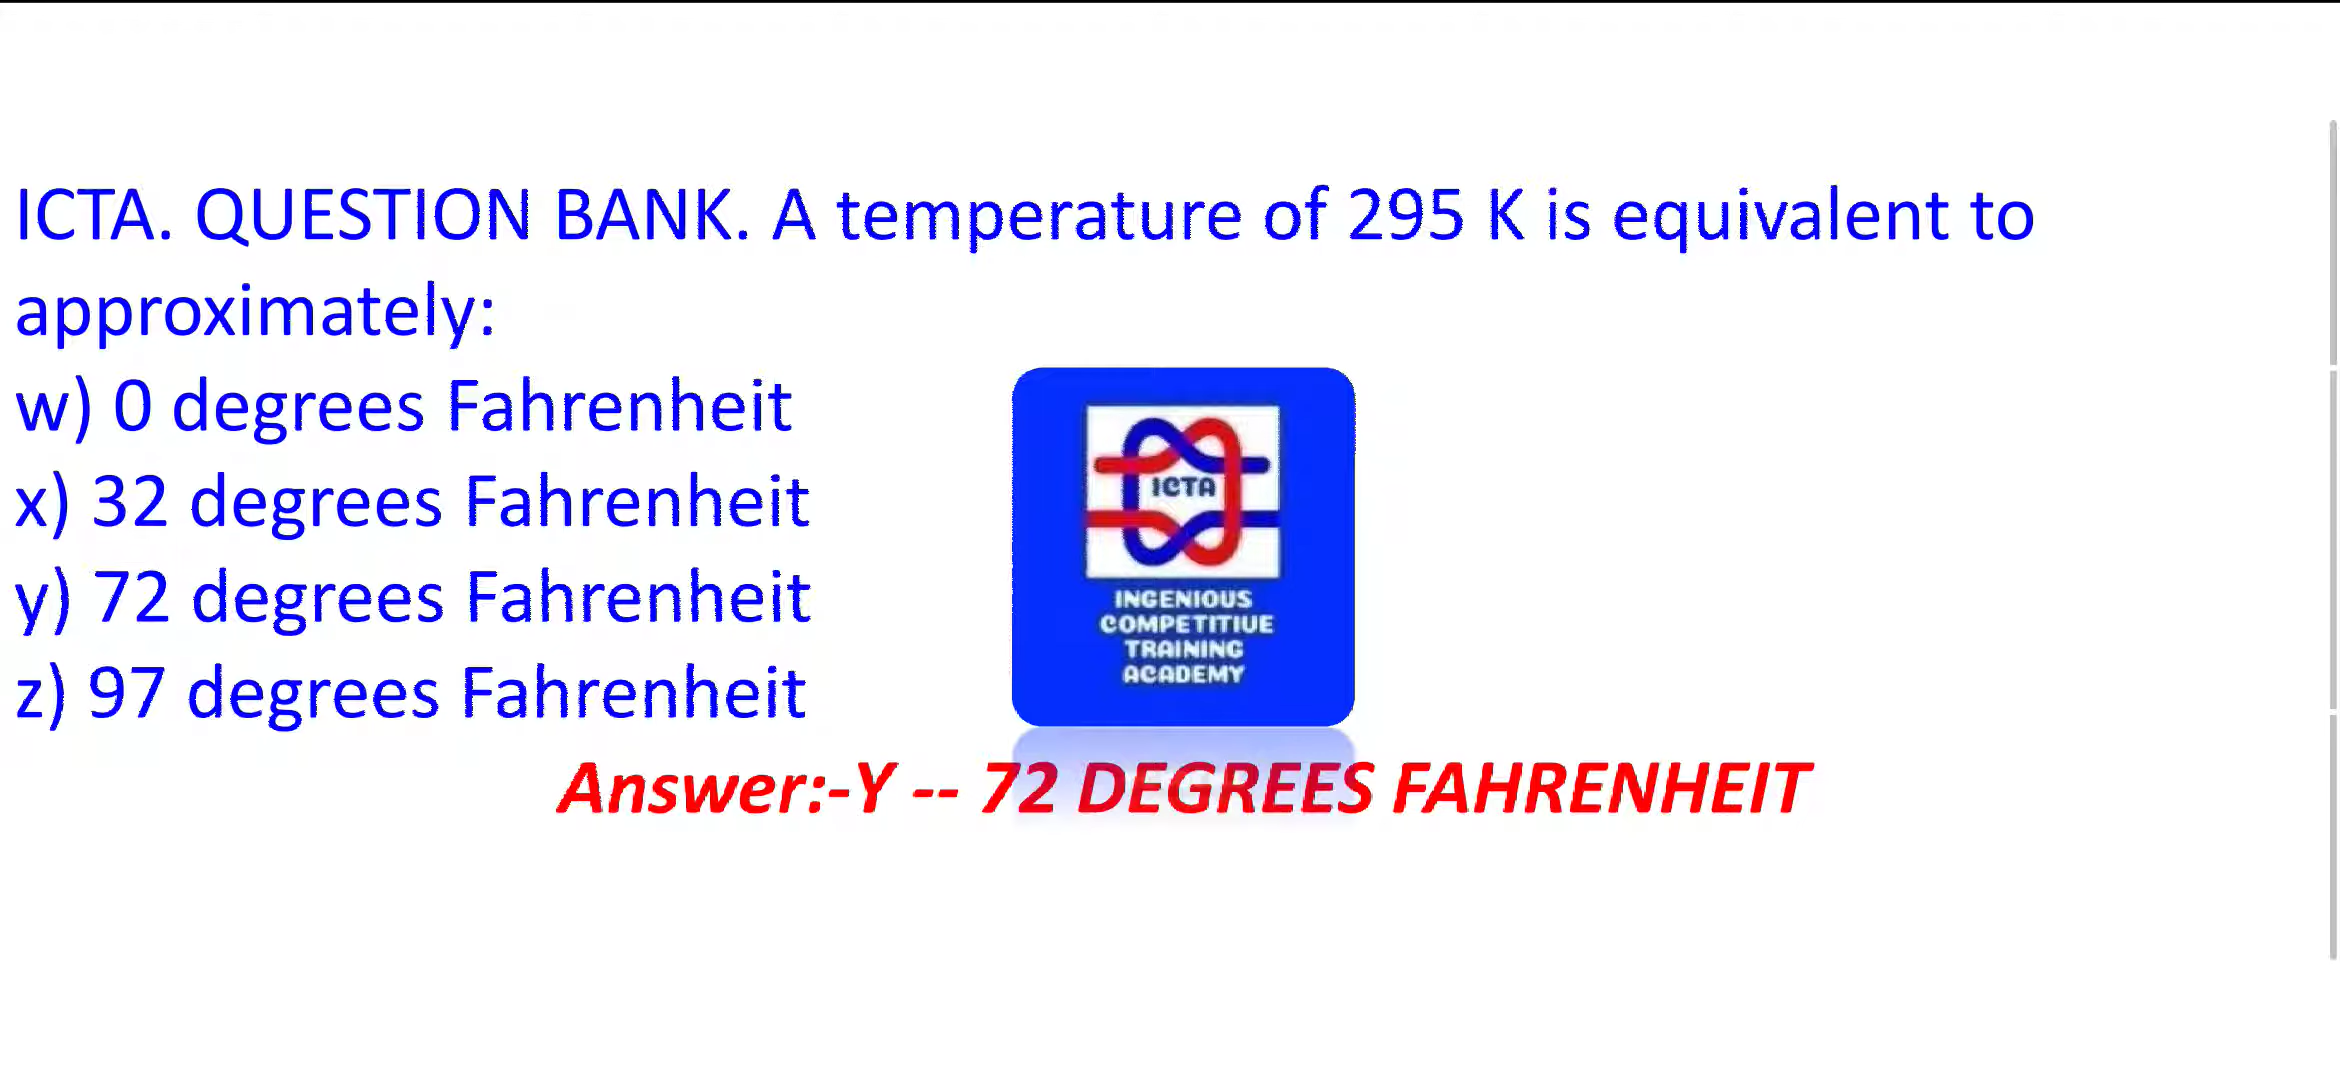 ICTA. QUESTION BANK. A temperature of 295 K is equivalent to
approximately:
w) 0 degrees Fahrenheit
x) 32 degrees Fahrenheit
y) 72 degrees Fahrenheit
z) 97 degrees Fahrenheit
ICTA
INGENIOUS
COMPETITIVE
TRAINING
ACADEMY
Answer:-Y -- 72 DEGREES FAHRENHEIT